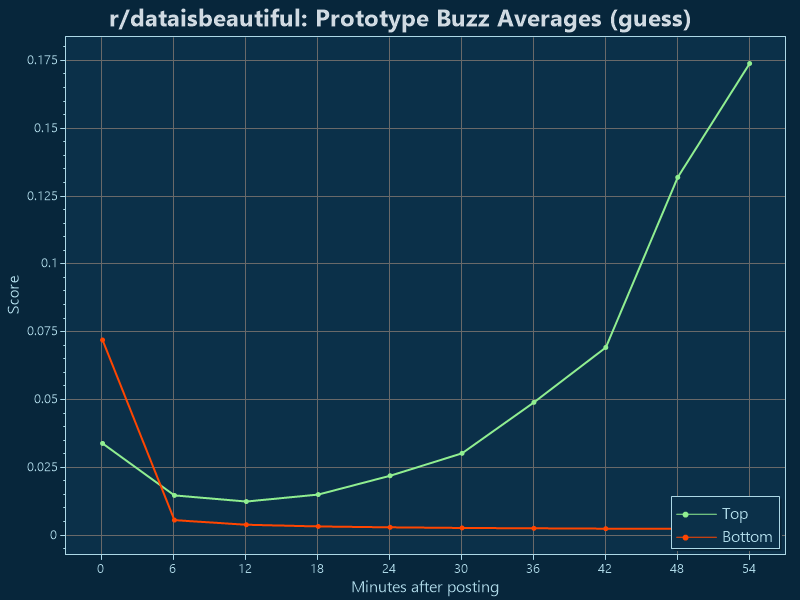 r/dataisbeautiful: Prototype Buzz Averages (guess)
0.175
0.15
0.125
0.1
0.075
0.05
0.025
0
Score
0 6 12 18 24 30 36 42 48 54
Minutes after posting
Top
Bottom